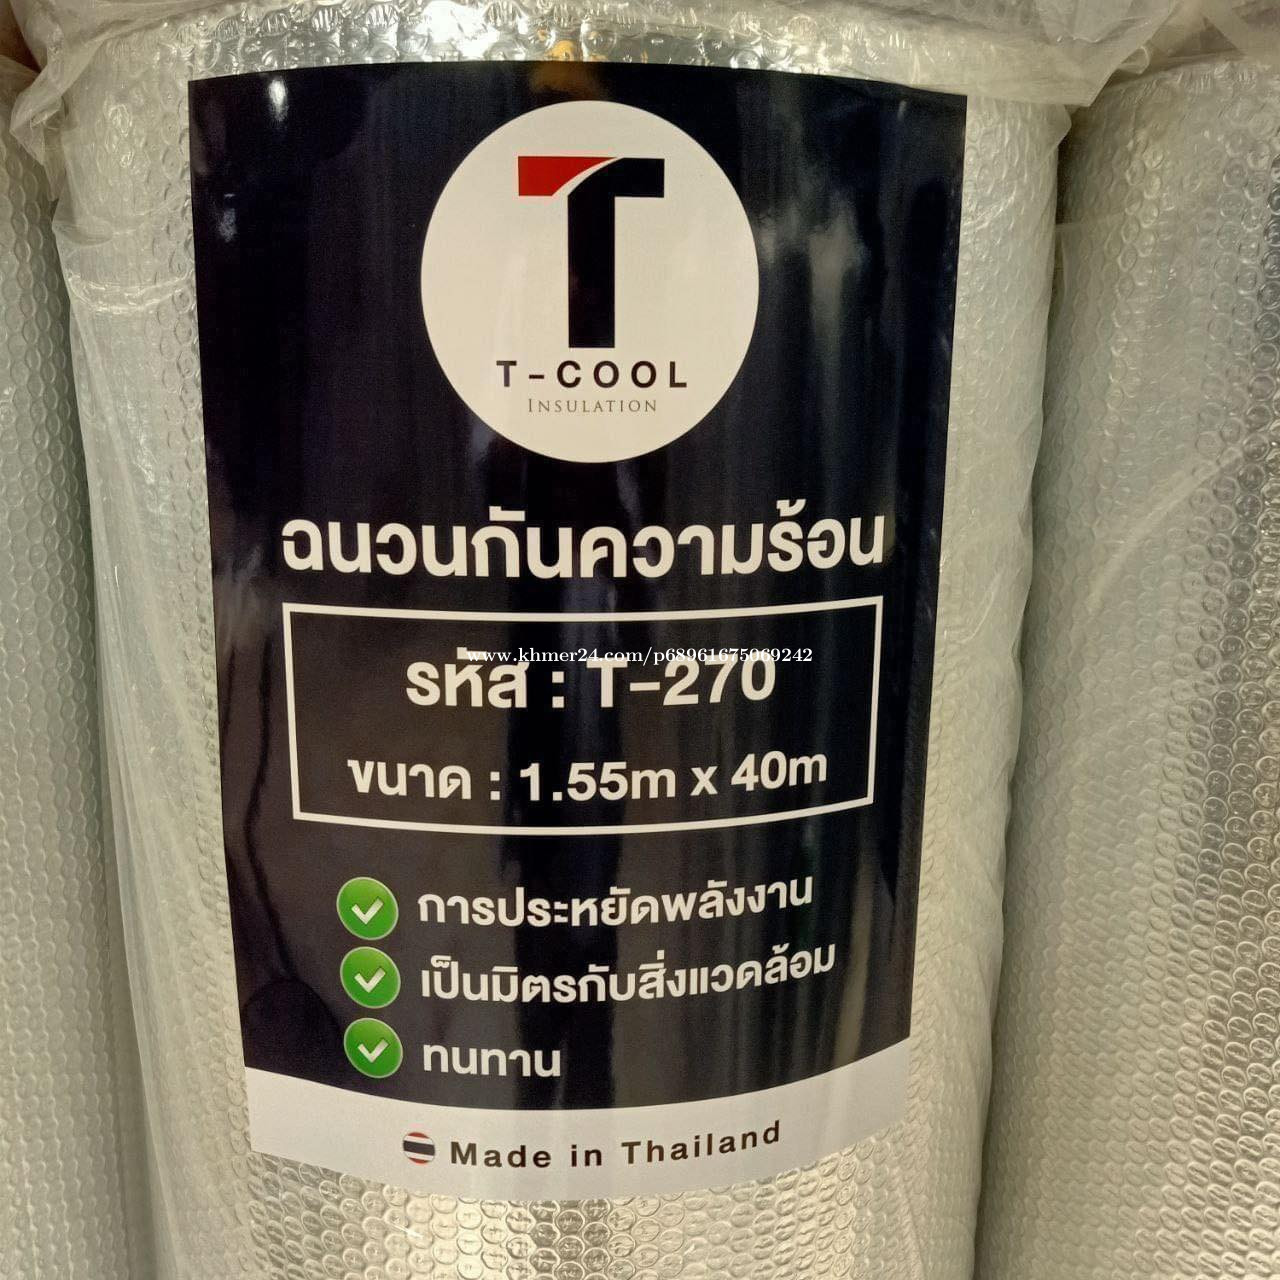 T
T-COOL
INSULATION
ฉนวนกันความร้อน
www.khmer24.com/p68961675069242
รหัส : T-270
ขนาด : 1.55m x 40m
การประหยัดพลังงาน
เป็นมิตรกับสิ่งแวดล้อม
ทนทาน
Made in Thailand